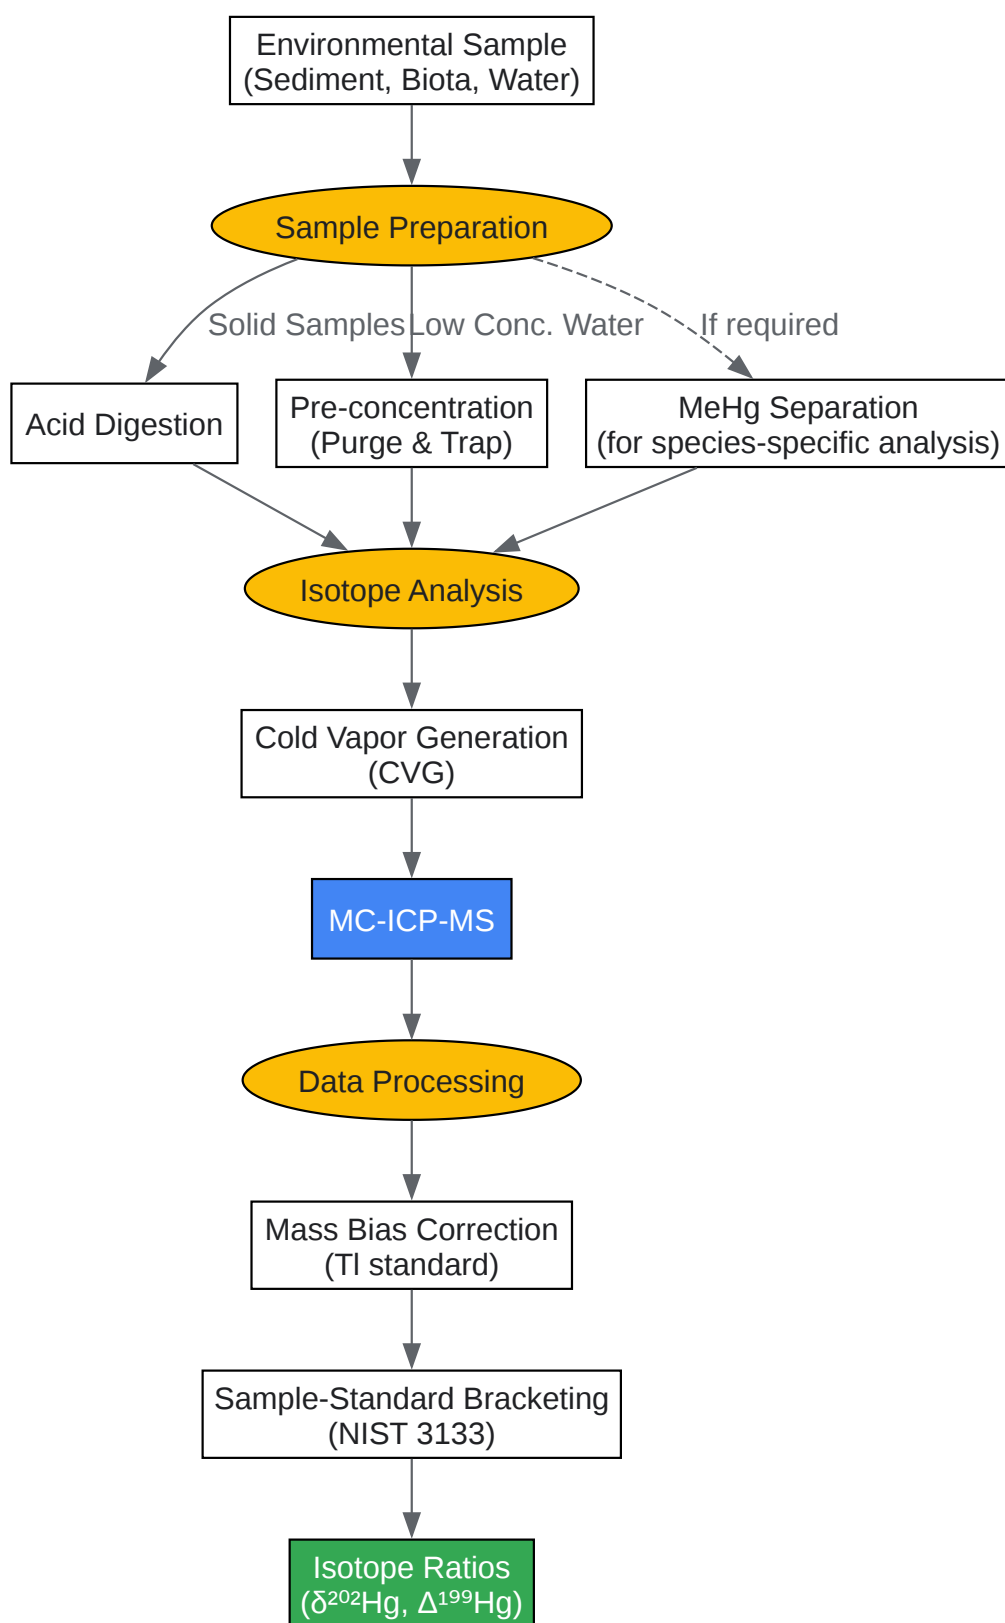 Environmental Sample
(Sediment, Biota, Water)
Sample Preparation
Solid Samples
Low Conc. Water
If required
Acid Digestion
Pre-concentration
(Purge & Trap)
MeHg Separation
(for species-specific analysis)
Isotope Analysis
Cold Vapor Generation
(CVG)
MC-ICP-MS
Data Processing
Mass Bias Correction
(Tl standard)
Sample-Standard Bracketing
(NIST 3133)
Isotope Ratios
(δ²⁰²Hg, Δ¹⁹⁹Hg)